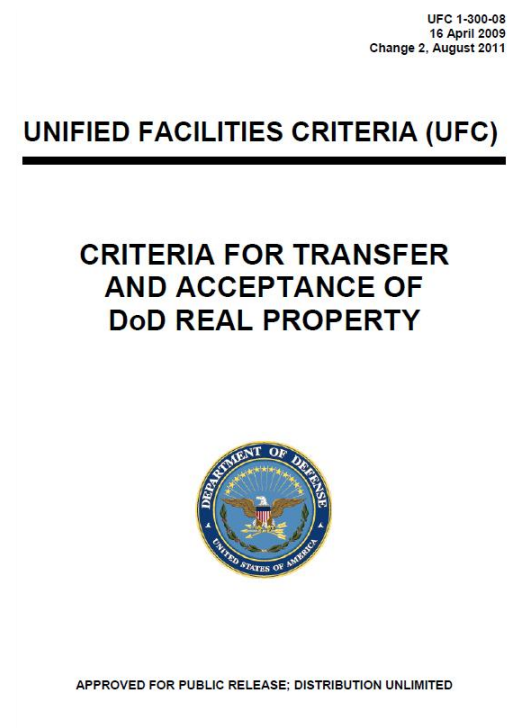 UFC 1-300-08
16 April 2009
Change 2, August 2011
UNIFIED FACILITIES CRITERIA (UFC)
CRITERIA FOR TRANSFER
AND ACCEPTANCE OF
DoD REAL PROPERTY
DEPARTMENT OF DEFENSE
UNITED STATES OF AMERICA
APPROVED FOR PUBLIC RELEASE; DISTRIBUTION UNLIMITED